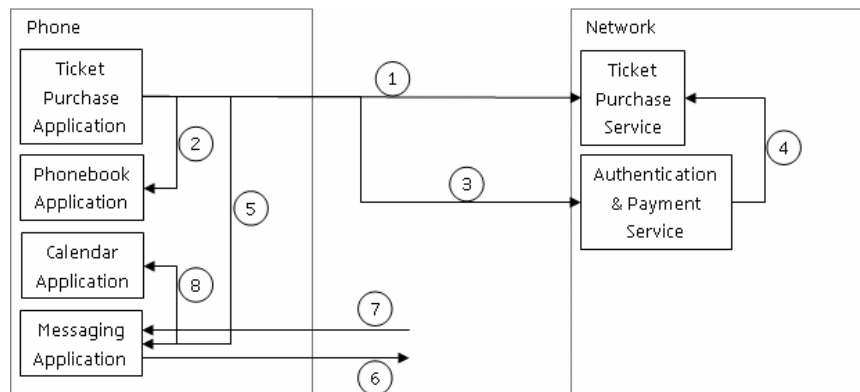 Phone
Network
Ticket
Purchase
Application
Ticket
Purchase
Service
1
2
4
Phonebook
Application
3
Authentication
& Payment
Service
5
Calendar
Application
8
7
Messaging
Application
6